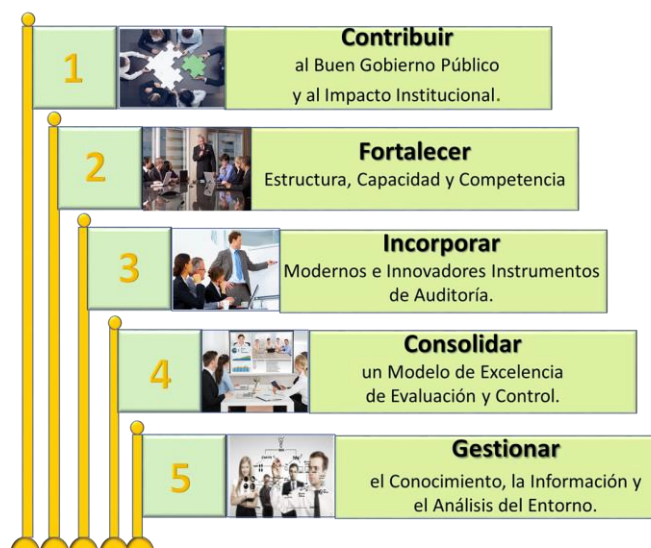 1
Contribuir
al Buen Gobierno Público
y al Impacto Institucional.
2
Fortalecer
Estructura, Capacidad y Competencia
3
Incorporar
Modernos e Innovadores Instrumentos
de Auditoría.
4
Consolidar
un Modelo de Excelencia
de Evaluación y Control.
5
Gestionar
el Conocimiento, la Información y
el Análisis del Entorno.